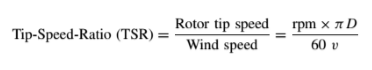 Tip-Speed-Ratio (TSR) = Rotor tip speed / Wind speed = rpm × π D / 60 υ